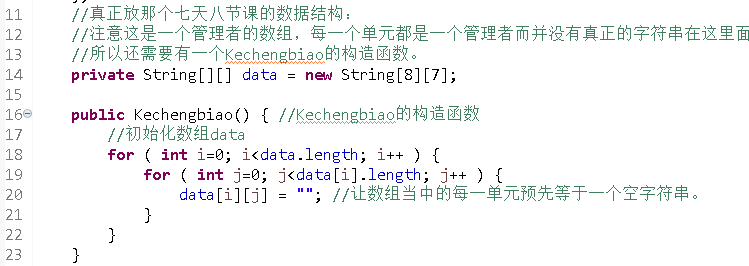 11 //真正放那个七天八节课的数据结构：
12 //注意这是一个管理者的数组，每一个单元都是一个管理者而并没有真正的字符串在这里面
13 //所以还需要有一个Kechengbiao的构造函数。
14 private String[][] data = new String[8][7];
15
16 public Kechengbiao() { //Kechengbiao的构造函数
17 //初始化数组data
18 for ( int i=0; i<data.length; i++ ) {
19 for ( int j=0; j<data[i].length; j++ ) {
20 data[i][j] = ""; //让数组当中的每一单元预先等于一个空字符串。
21 }
22 }
23 }